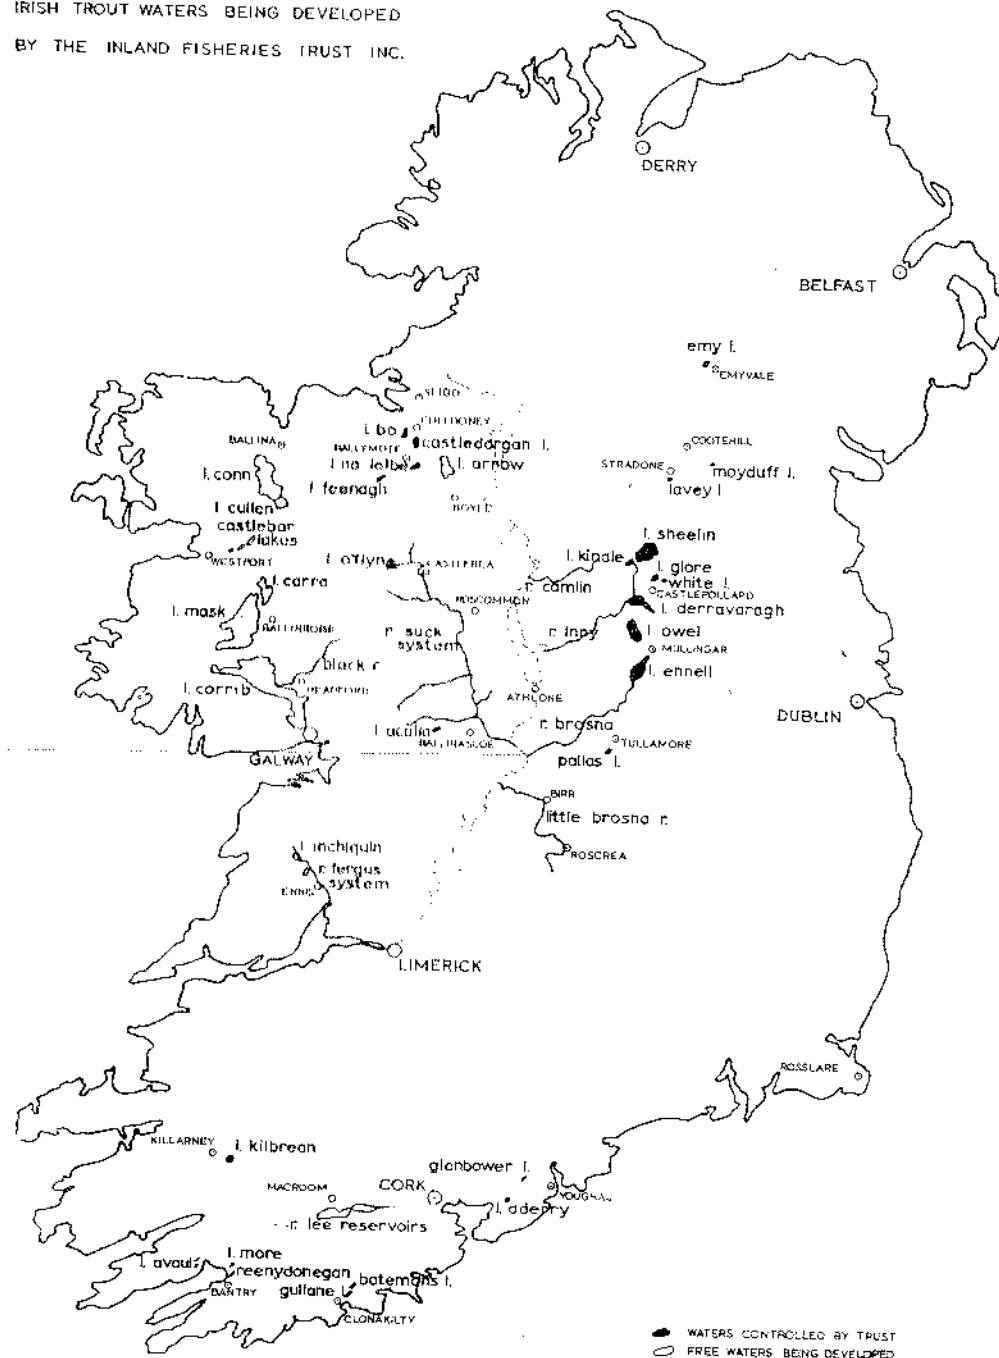 IRISH TROUT WATERS BEING DEVELOPED
BY THE INLAND FISHERIES TRUST INC.
DERRY
BELFAST
emy l.
EMYVALE
SLIGO
COLLOONEY
l. bo
castledargan l.
BALLINA
BALLYMOTE
COOTEHILL
l. arrow
STRADONE
moyduff l.
l. conn
l. feenagh
lavey l
BOYLE
l. cullen
castlebar
lakes
l. sheelin
WESTPORT
l. o'flyn
CASTLEREA
l. kinale
l. glore
white l.
l. carra
r. camlin
CASTLEPOLLARD
ROSCOMMON
l. derravaragh
l. mask
BALLINROBE
r. suck
system
r. inny
l. owel
MULLINGAR
black r.
l. ennell
l. corrib
HEADFORD
ATHLONE
DUBLIN
r. brosna
BALLINASLOE
TULLAMORE
GALWAY
pallas l.
BIRR
little brosna r.
ROSCREA
l. inchiquin
r. fergus
system
ENNIS
LIMERICK
ROSSLARE
KILLARNEY
l. kilbrean
glanbower l.
MACROOM
CORK
YOUGHAL
l. aderry
r. lee reservoirs
l. avaul
l. more
reenydonegan
batemans l.
BANTRY
gulfane l.
CLONAKILTY
WATERS CONTROLLED BY TRUST
FREE WATERS BEING DEVELOPED